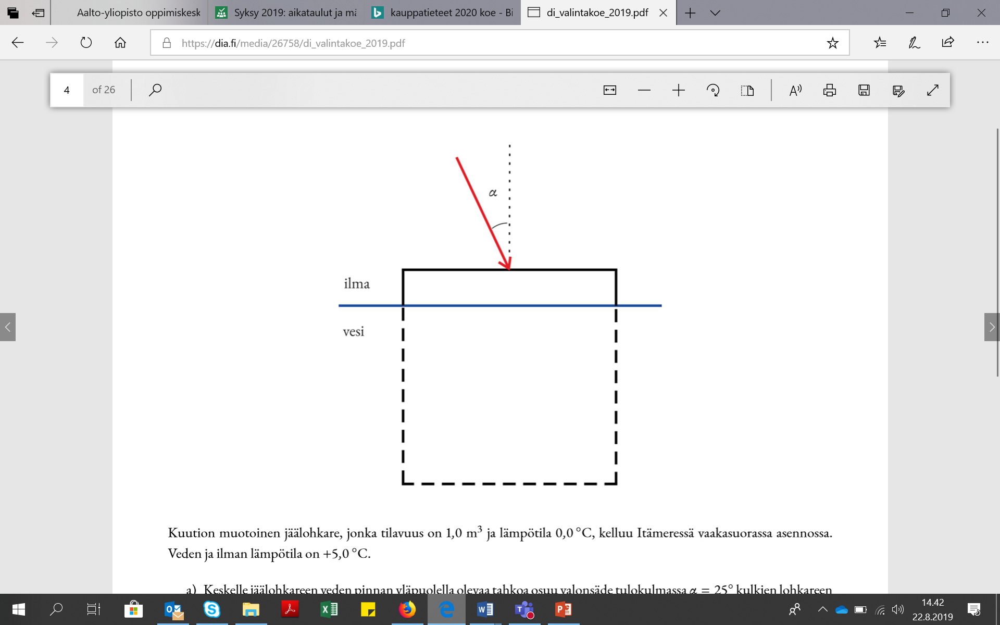 Aalto-yliopisto oppimiskesk
Syksy 2019: aikataulut ja mä
kauppatieteet 2020 koe - Bi
di_valintakoe_2019.pdf
https://dia.fi/media/26758/di_valintakoe_2019.pdf
4 of 26
α
ilma
vesi
Kuution muotoinen jäälohkare, jonka tilavuus on 1,0 m³ ja lämpötila 0,0 °C, kelluu Itämeressä vaakasuorassa asennossa.
Veden ja ilman lämpötila on +5,0 °C.
a) Keskelle jäälohkareen veden pinnan yläpuolella olevaa tahkoa osuu valonsäde tulokulmassa α = 25° kulkien lohkareen
14.42
22.8.2019